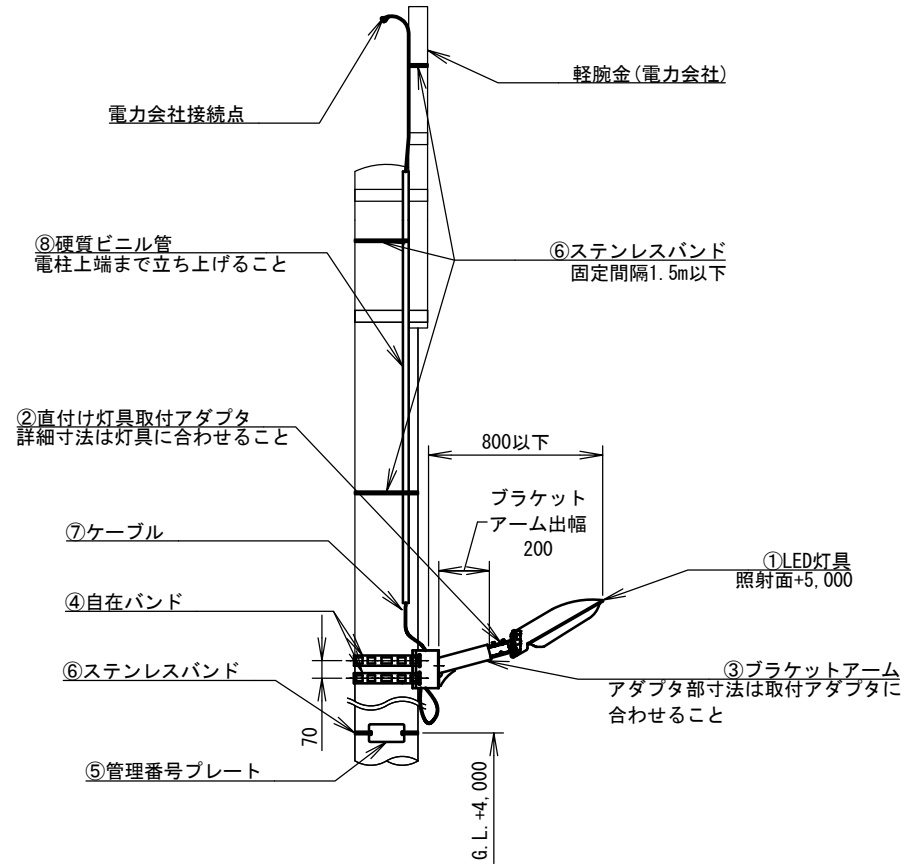 軽腕金(電力会社)
電力会社接続点
⑧硬質ビニル管
電柱上端まで立ち上げること
⑥ステンレスバンド
固定間隔1.5m以下
②直付け灯具取付アダプタ
詳細寸法は灯具に合わせること
800以下
ブラケット
アーム出幅
200
⑦ケーブル
①LED灯具
照射面+5,000
④自在バンド
⑥ステンレスバンド
③ブラケットアーム
アダプタ部寸法は取付アダプタに
合わせること
70
⑤管理番号プレート
G.L.+4,000